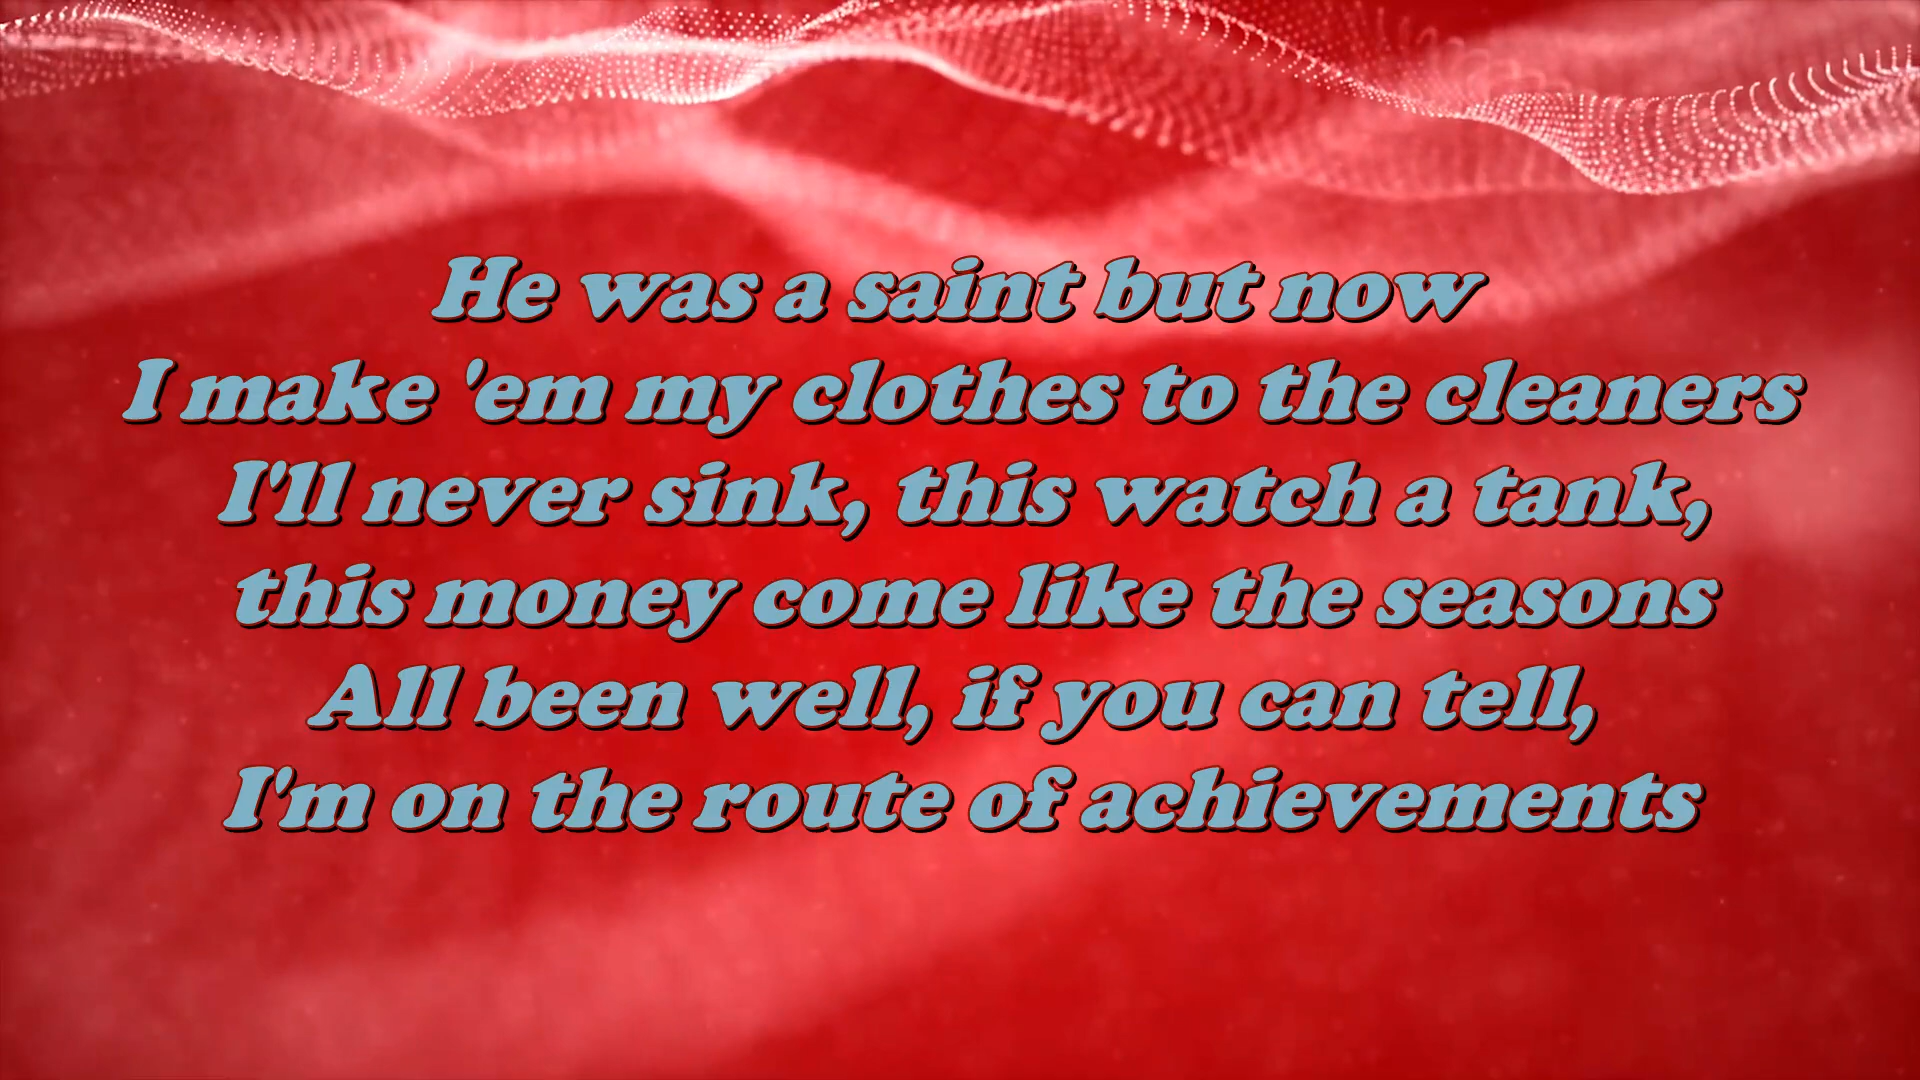 He was a saint but now
I make 'em my clothes to the cleaners
I'll never sink, this watch a tank,
this money come like the seasons
All been well, if you can tell,
I'm on the route of achievements